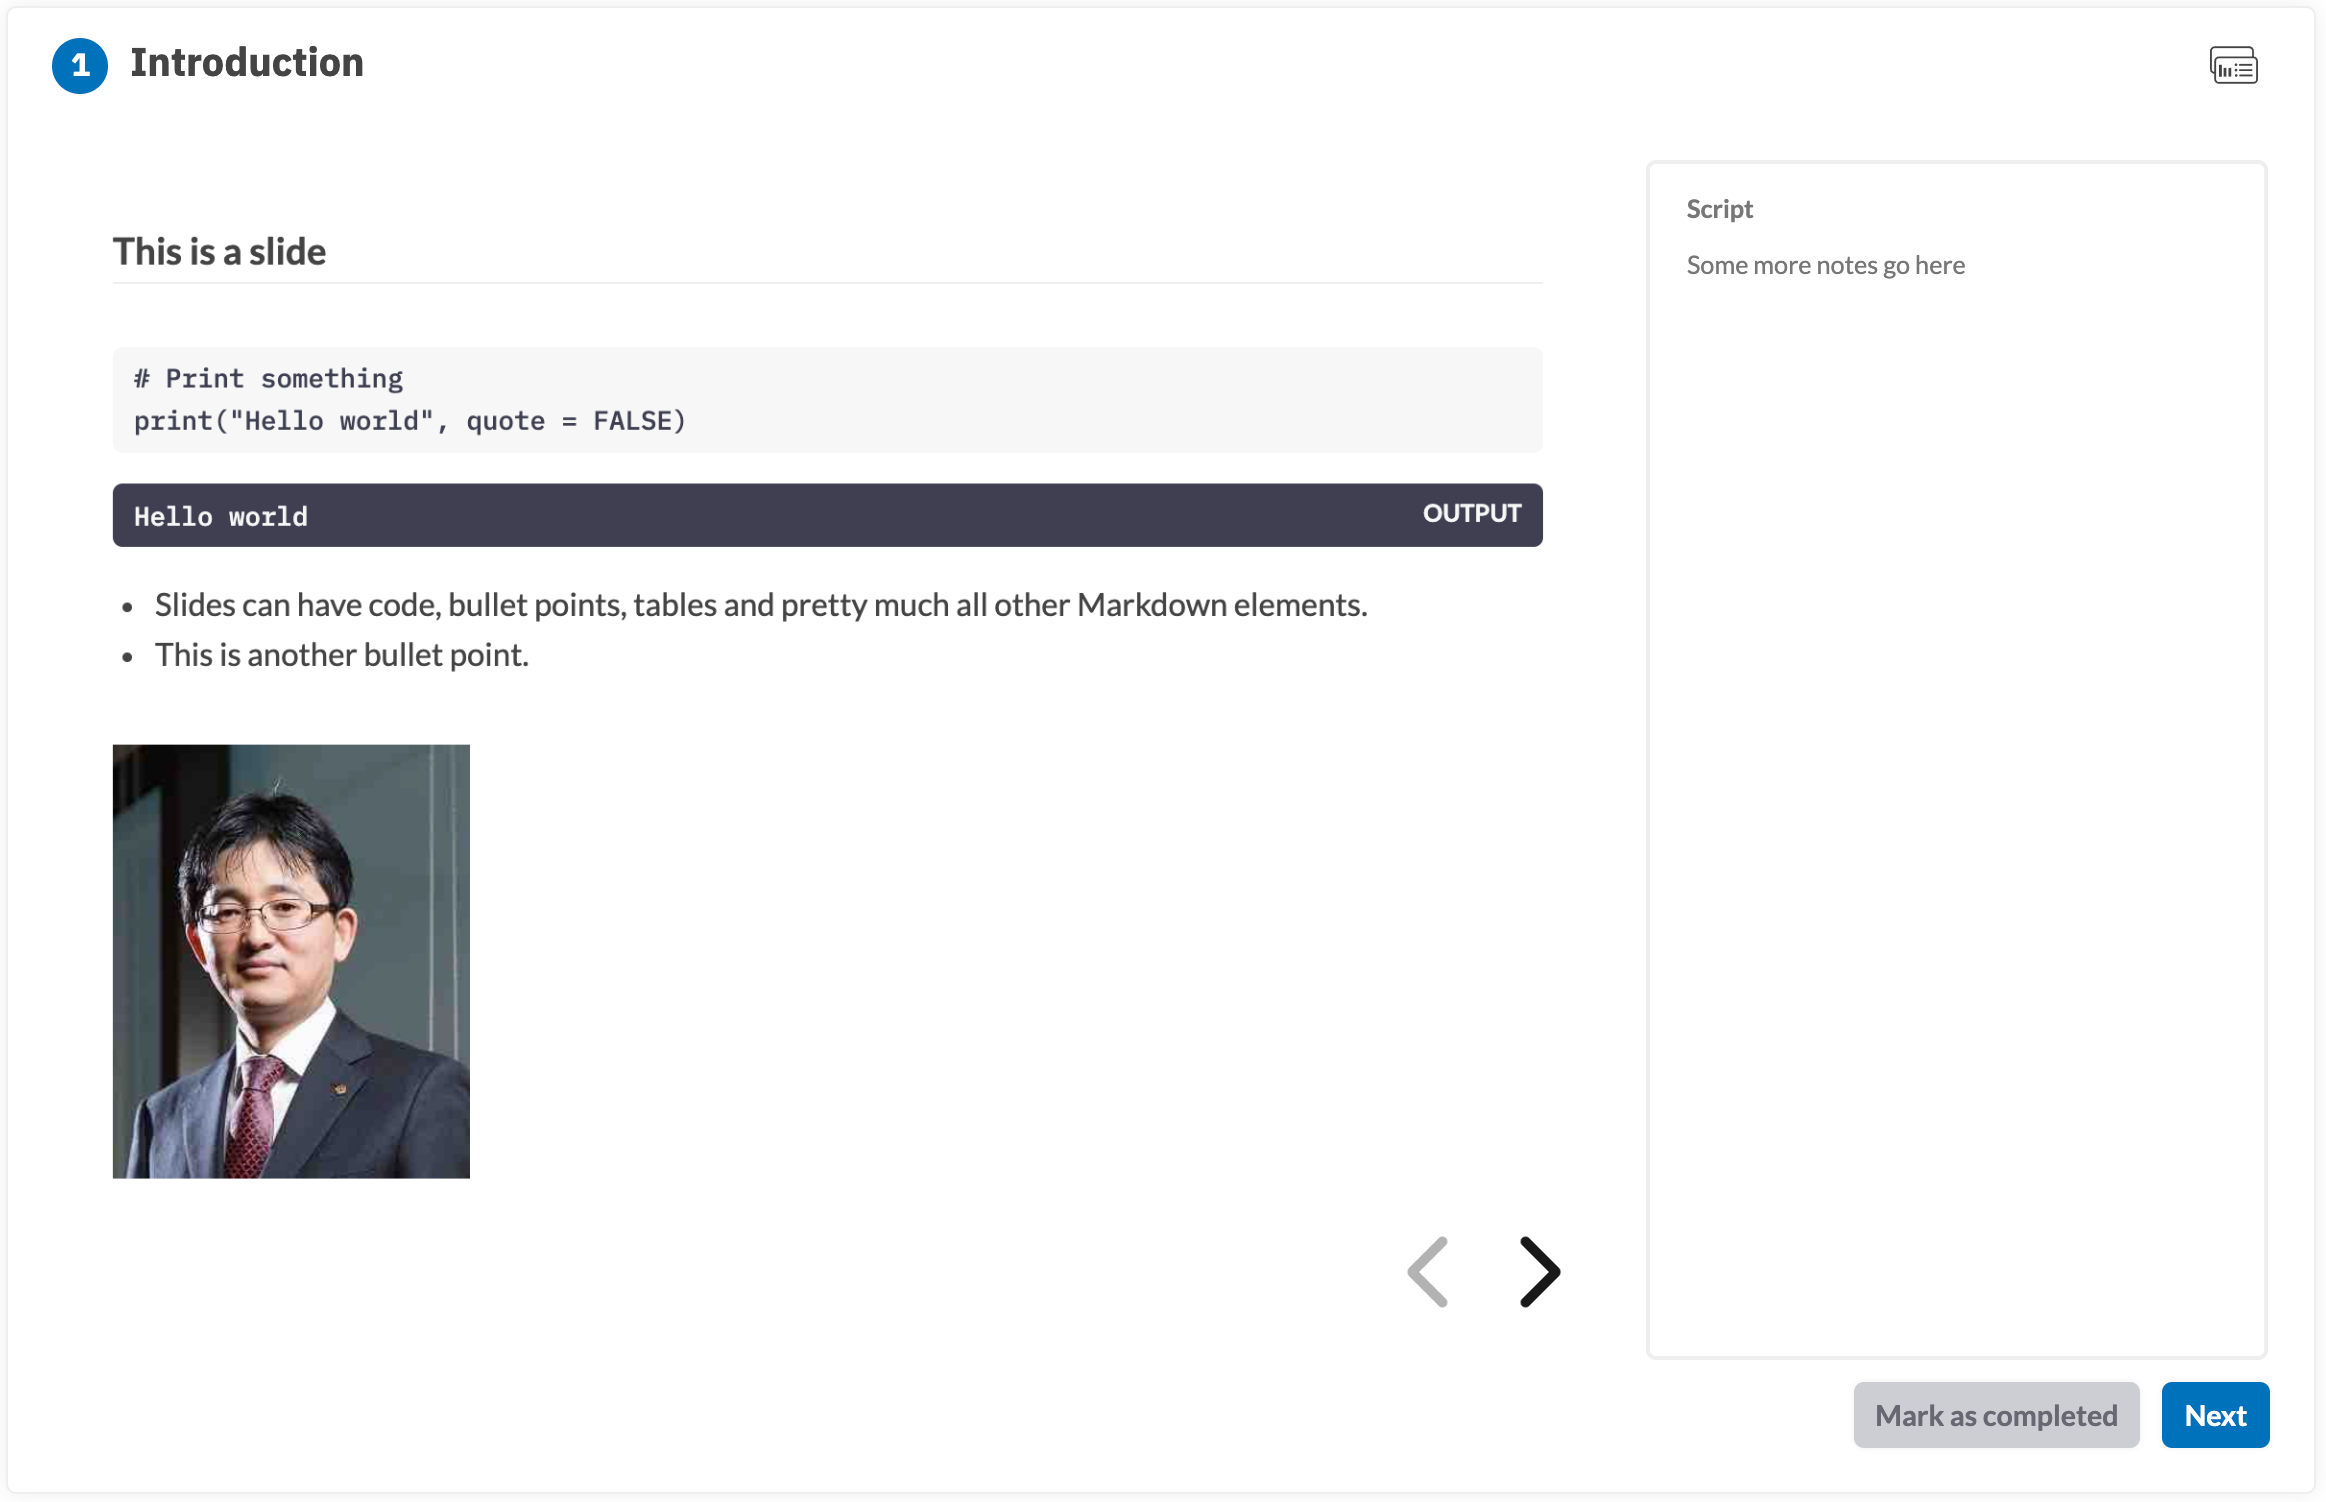 1 Introduction
This is a slide
# Print something
print("Hello world", quote = FALSE)
Hello world OUTPUT
• Slides can have code, bullet points, tables and pretty much all other Markdown elements.
• This is another bullet point.
Script
Some more notes go here
Mark as completed
Next